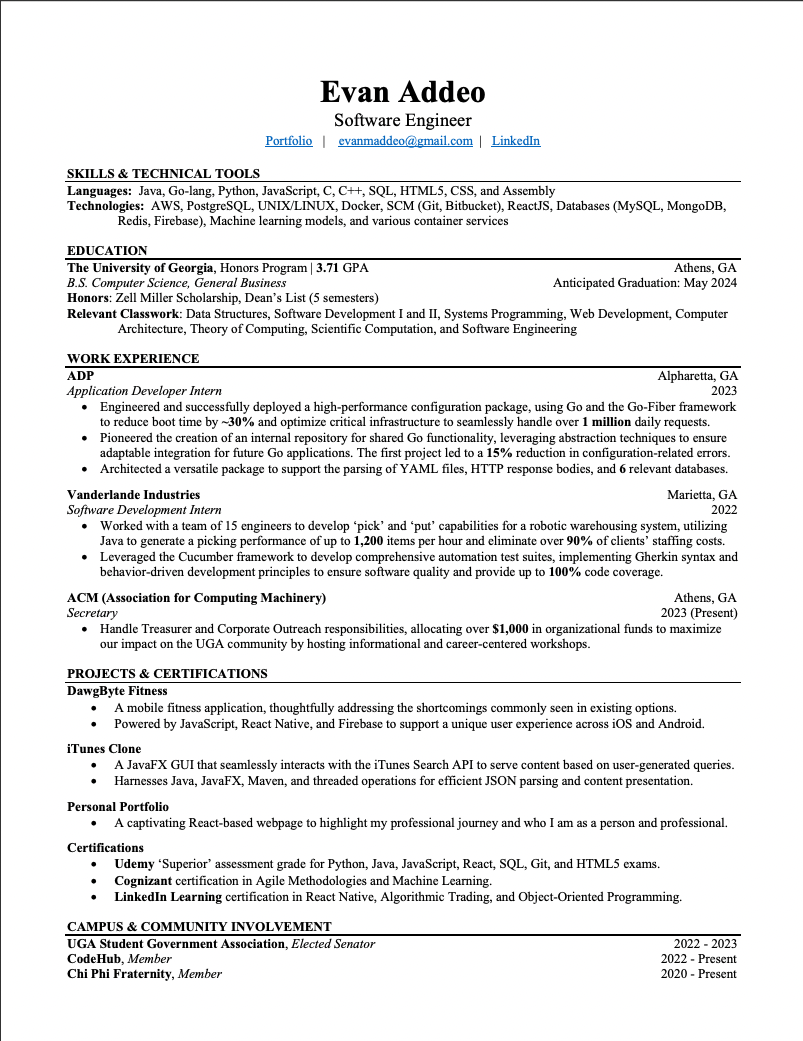 Evan Addeo
Software Engineer
Portfolio | evanmaddeo@gmail.com | LinkedIn
SKILLS & TECHNICAL TOOLS
Languages: Java, Go-lang, Python, JavaScript, C, C++, SQL, HTML5, CSS, and Assembly
Technologies: AWS, PostgreSQL, UNIX/LINUX, Docker, SCM (Git, Bitbucket), ReactJS, Databases (MySQL, MongoDB,
Redis, Firebase), Machine learning models, and various container services
EDUCATION
The University of Georgia, Honors Program | 3.71 GPA Athens, GA
B.S. Computer Science, General Business Anticipated Graduation: May 2024
Honors: Zell Miller Scholarship, Dean's List (5 semesters)
Relevant Classwork: Data Structures, Software Development I and II, Systems Programming, Web Development, Computer
Architecture, Theory of Computing, Scientific Computation, and Software Engineering
WORK EXPERIENCE
ADP Alpharetta, GA
Application Developer Intern 2023
• Engineered and successfully deployed a high-performance configuration package, using Go and the Go-Fiber framework
to reduce boot time by ~30% and optimize critical infrastructure to seamlessly handle over 1 million daily requests.
• Pioneered the creation of an internal repository for shared Go functionality, leveraging abstraction techniques to ensure
adaptable integration for future Go applications. The first project led to a 15% reduction in configuration-related errors.
• Architected a versatile package to support the parsing of YAML files, HTTP response bodies, and 6 relevant databases.
Vanderlande Industries Marietta, GA
Software Development Intern 2022
• Worked with a team of 15 engineers to develop ‘pick’ and ‘put’ capabilities for a robotic warehousing system, utilizing
Java to generate a picking performance of up to 1,200 items per hour and eliminate over 90% of clients’ staffing costs.
• Leveraged the Cucumber framework to develop comprehensive automation test suites, implementing Gherkin syntax and
behavior-driven development principles to ensure software quality and provide up to 100% code coverage.
ACM (Association for Computing Machinery) Athens, GA
Secretary 2023 (Present)
• Handle Treasurer and Corporate Outreach responsibilities, allocating over $1,000 in organizational funds to maximize
our impact on the UGA community by hosting informational and career-centered workshops.
PROJECTS & CERTIFICATIONS
DawgByte Fitness
• A mobile fitness application, thoughtfully addressing the shortcomings commonly seen in existing options.
• Powered by JavaScript, React Native, and Firebase to support a unique user experience across iOS and Android.
iTunes Clone
• A JavaFX GUI that seamlessly interacts with the iTunes Search API to serve content based on user-generated queries.
• Harnesses Java, JavaFX, Maven, and threaded operations for efficient JSON parsing and content presentation.
Personal Portfolio
• A captivating React-based webpage to highlight my professional journey and who I am as a person and professional.
Certifications
• Udemy ‘Superior’ assessment grade for Python, Java, JavaScript, React, SQL, Git, and HTML5 exams.
• Cognizant certification in Agile Methodologies and Machine Learning.
• LinkedIn Learning certification in React Native, Algorithmic Trading, and Object-Oriented Programming.
CAMPUS & COMMUNITY INVOLVEMENT
UGA Student Government Association, Elected Senator 2022 - 2023
CodeHub, Member 2022 - Present
Chi Phi Fraternity, Member 2020 - Present